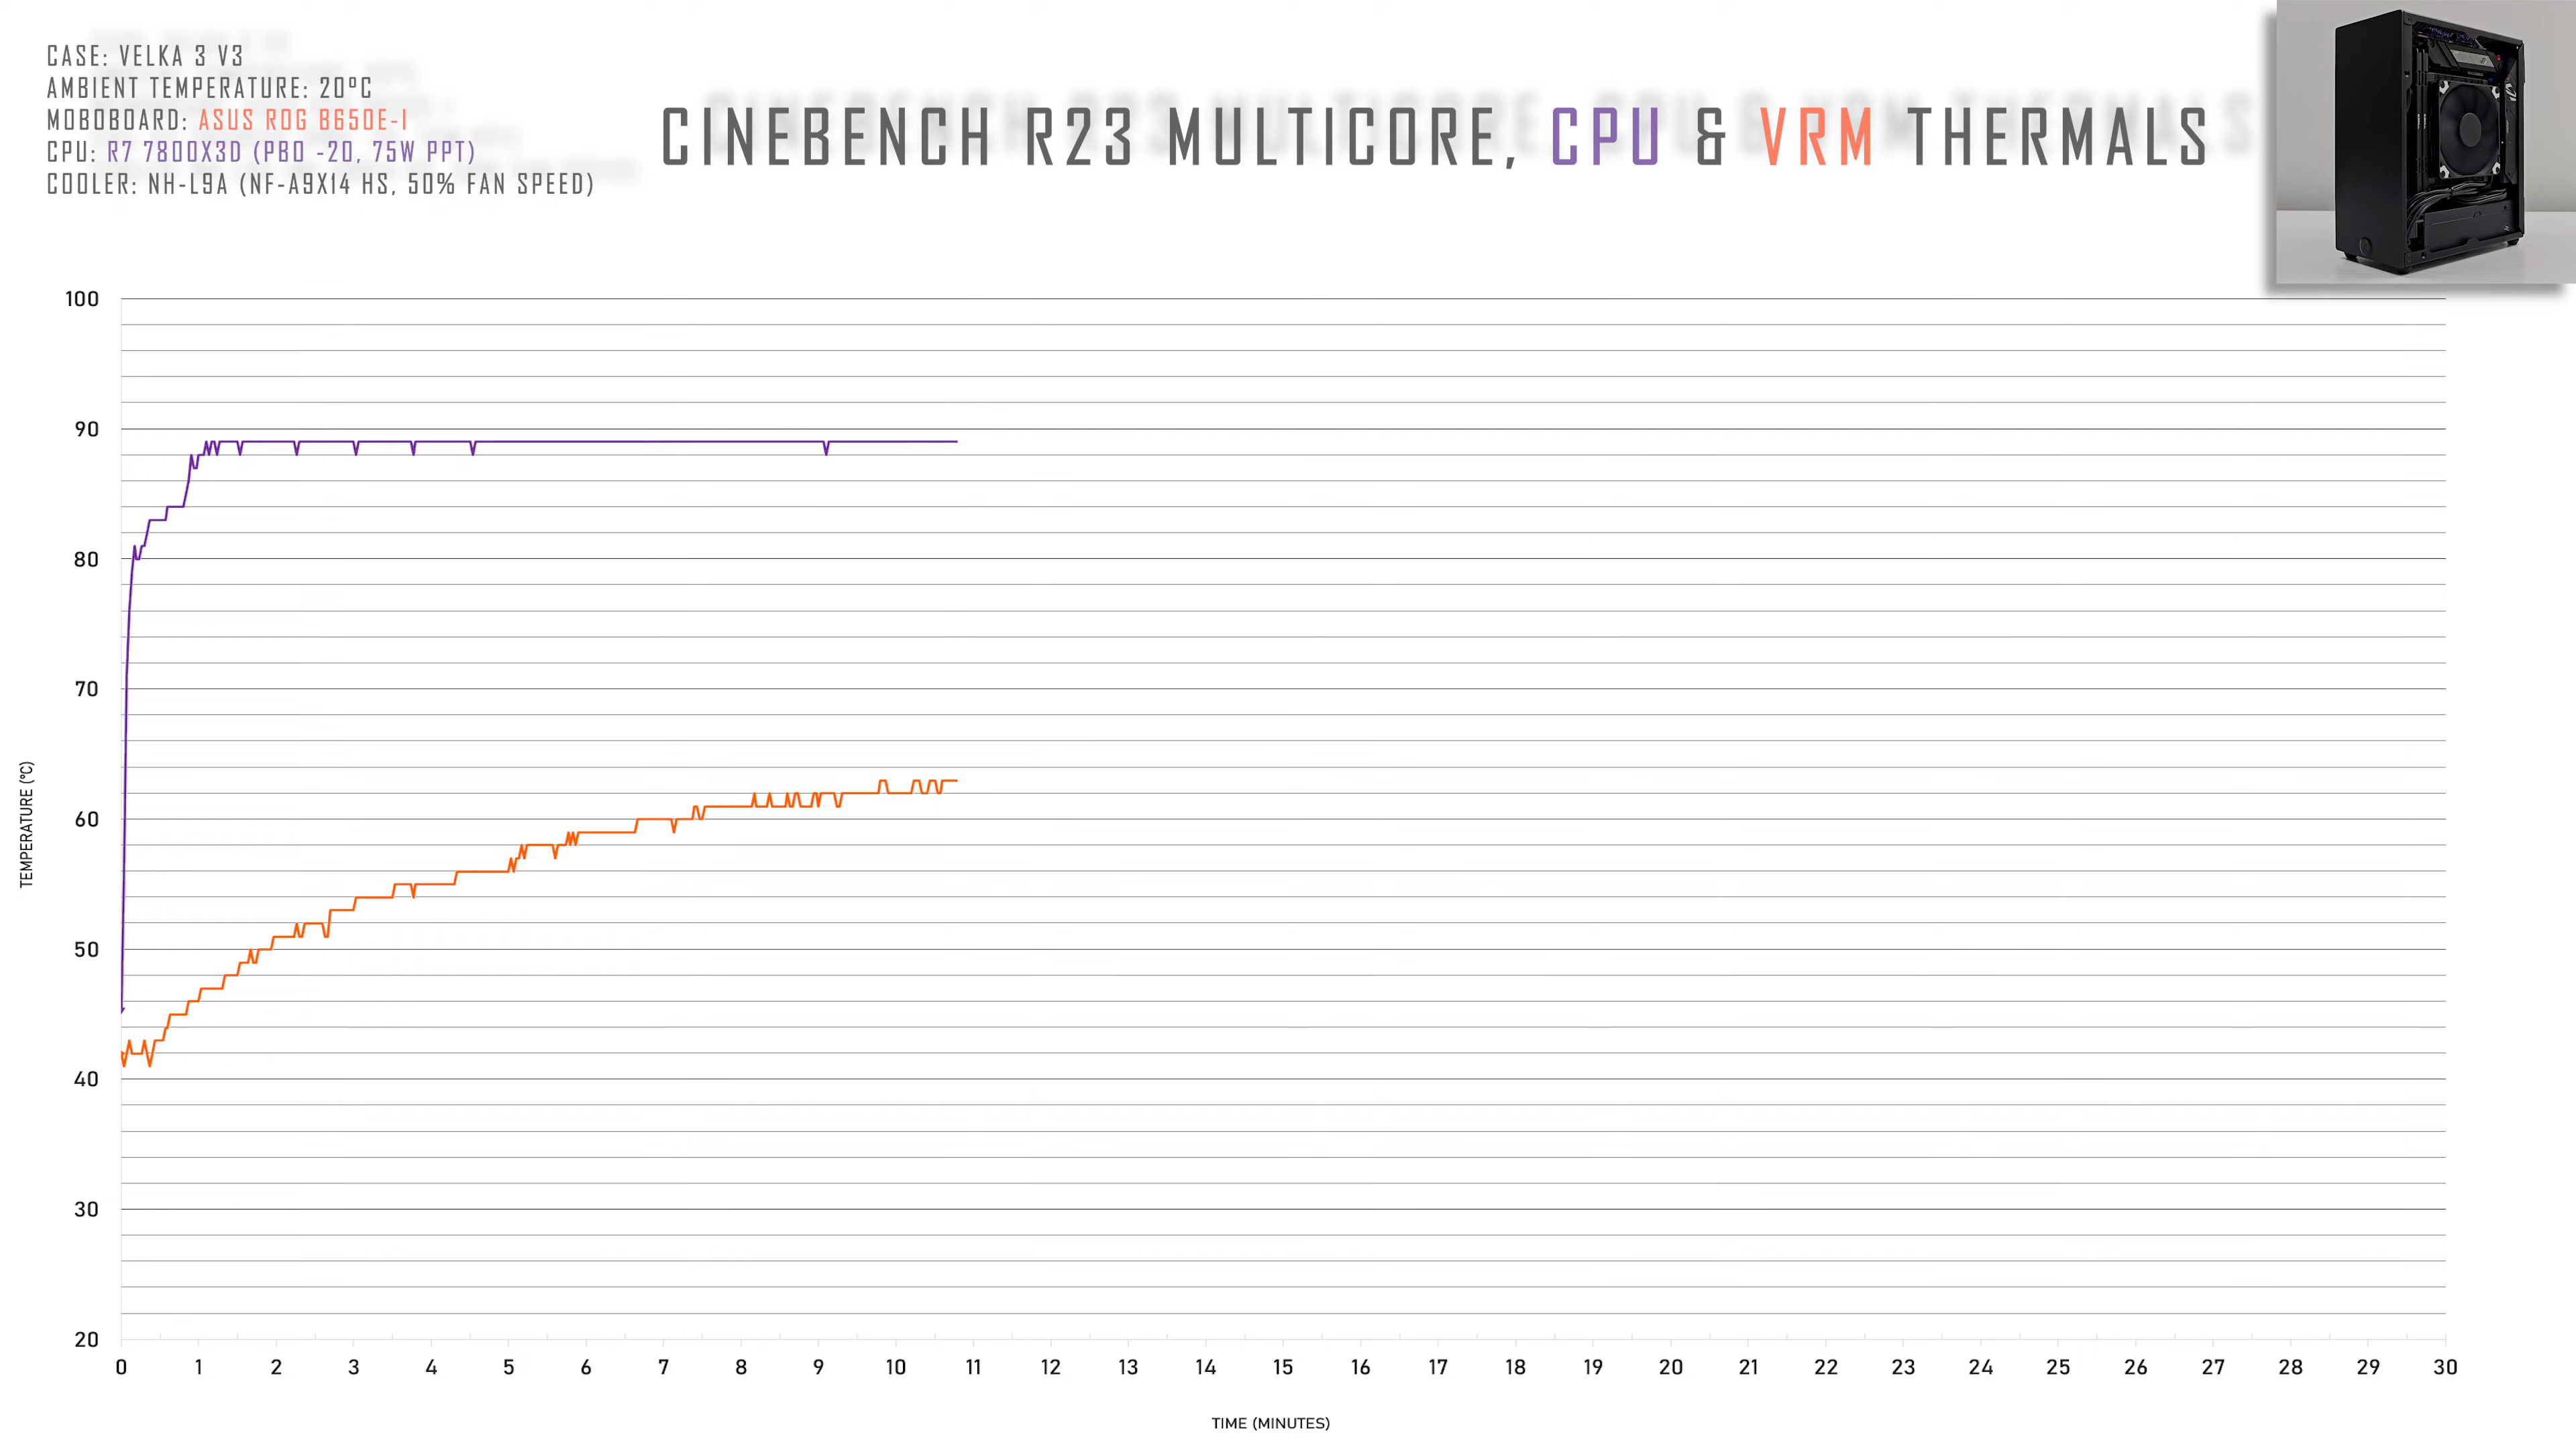 CASE: VELKA 3 V3
AMBIENT TEMPERATURE: 20ºC
MOBOBOARD: ASUS ROG B650E-I
CPU: R7 7800X3D (PBO -20, 75W PPT)
COOLER: NH-L9A (NF-A9X14 HS, 50% FAN SPEED)
CINEBENCH R23 MULTICORE, CPU & VRM THERMALS
100
90
80
70
60
50
40
30
20
TEMPERATURE (°C)
0 1 2 3 4 5 6 7 8 9 10 11 12 13 14 15 16 17 18 19 20 21 22 23 24 25 26 27 28 29 30
TIME (MINUTES)